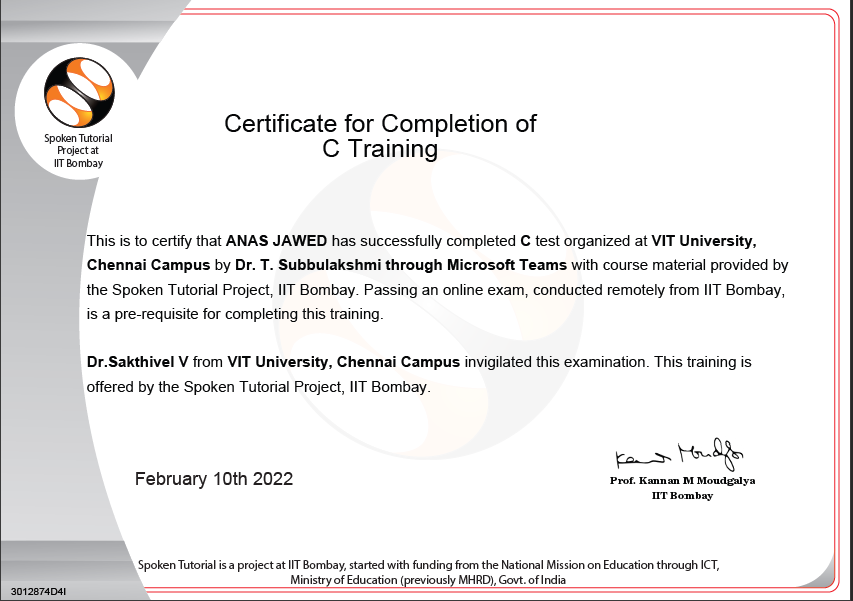 Spoken Tutorial
Project at
IIT Bombay
Certificate for Completion of
C Training
This is to certify that ANAS JAWED has successfully completed C test organized at VIT University,
Chennai Campus by Dr. T. Subbulakshmi through Microsoft Teams with course material provided by
the Spoken Tutorial Project, IIT Bombay. Passing an online exam, conducted remotely from IIT Bombay,
is a pre-requisite for completing this training.
Dr.Sakthivel V from VIT University, Chennai Campus invigilated this examination. This training is
offered by the Spoken Tutorial Project, IIT Bombay.
February 10th 2022
Prof. Kannan M Moudgalya
IIT Bombay
Spoken Tutorial is a project at IIT Bombay, started with funding from the National Mission on Education through ICT,
Ministry of Education (previously MHRD), Govt. of India
3012874D4I